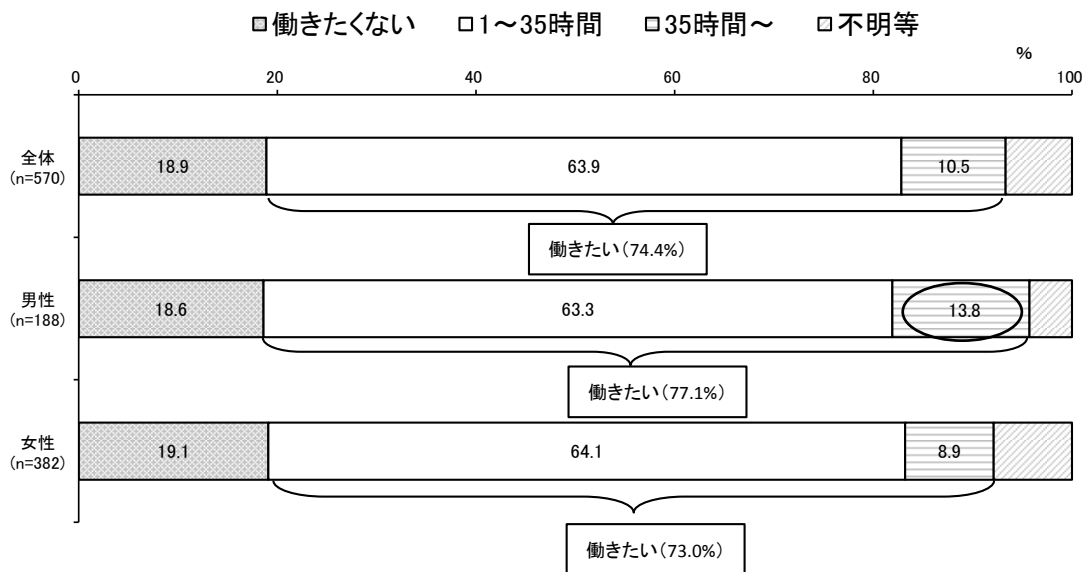 働きたくない 1～35時間 35時間～ 不明等
%
0 20 40 60 80 100
全体
(n=570)
18.9 63.9 10.5
働きたい(74.4%)
男性
(n=188)
18.6 63.3 13.8
働きたい(77.1%)
女性
(n=382)
19.1 64.1 8.9
働きたい(73.0%)